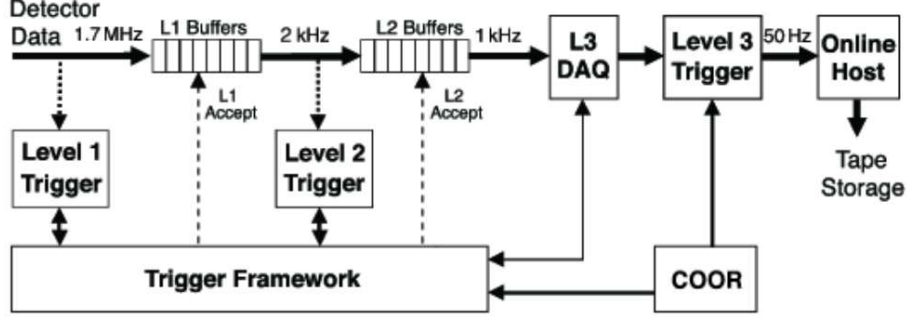 Detector
Data
1.7 MHz
L1 Buffers
2 kHz
L2 Buffers
1 kHz
L3
DAQ
Level 3
Trigger
50 Hz
Online
Host
L1
Accept
L2
Accept
Level 1
Trigger
Level 2
Trigger
Tape
Storage
Trigger Framework
COOR